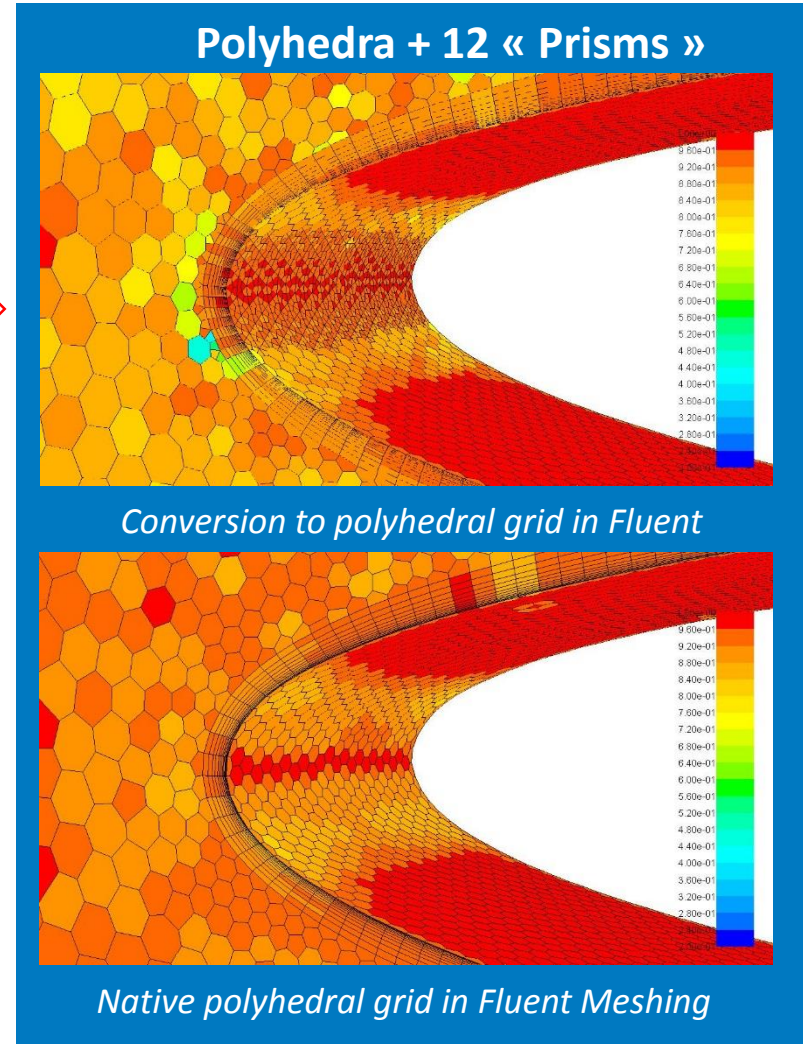 Polyhedra + 12 « Prisms »
9.60e-01
9.20e-01
8.80e-01
8.40e-01
8.00e-01
7.60e-01
7.20e-01
6.80e-01
6.40e-01
6.00e-01
5.60e-01
5.20e-01
4.80e-01
4.40e-01
4.00e-01
3.60e-01
3.20e-01
2.80e-01
Conversion to polyhedral grid in Fluent
9.60e-01
9.20e-01
8.80e-01
8.40e-01
8.00e-01
7.60e-01
7.20e-01
6.80e-01
6.40e-01
6.00e-01
5.60e-01
5.20e-01
4.80e-01
4.40e-01
4.00e-01
3.60e-01
3.20e-01
2.80e-01
Native polyhedral grid in Fluent Meshing